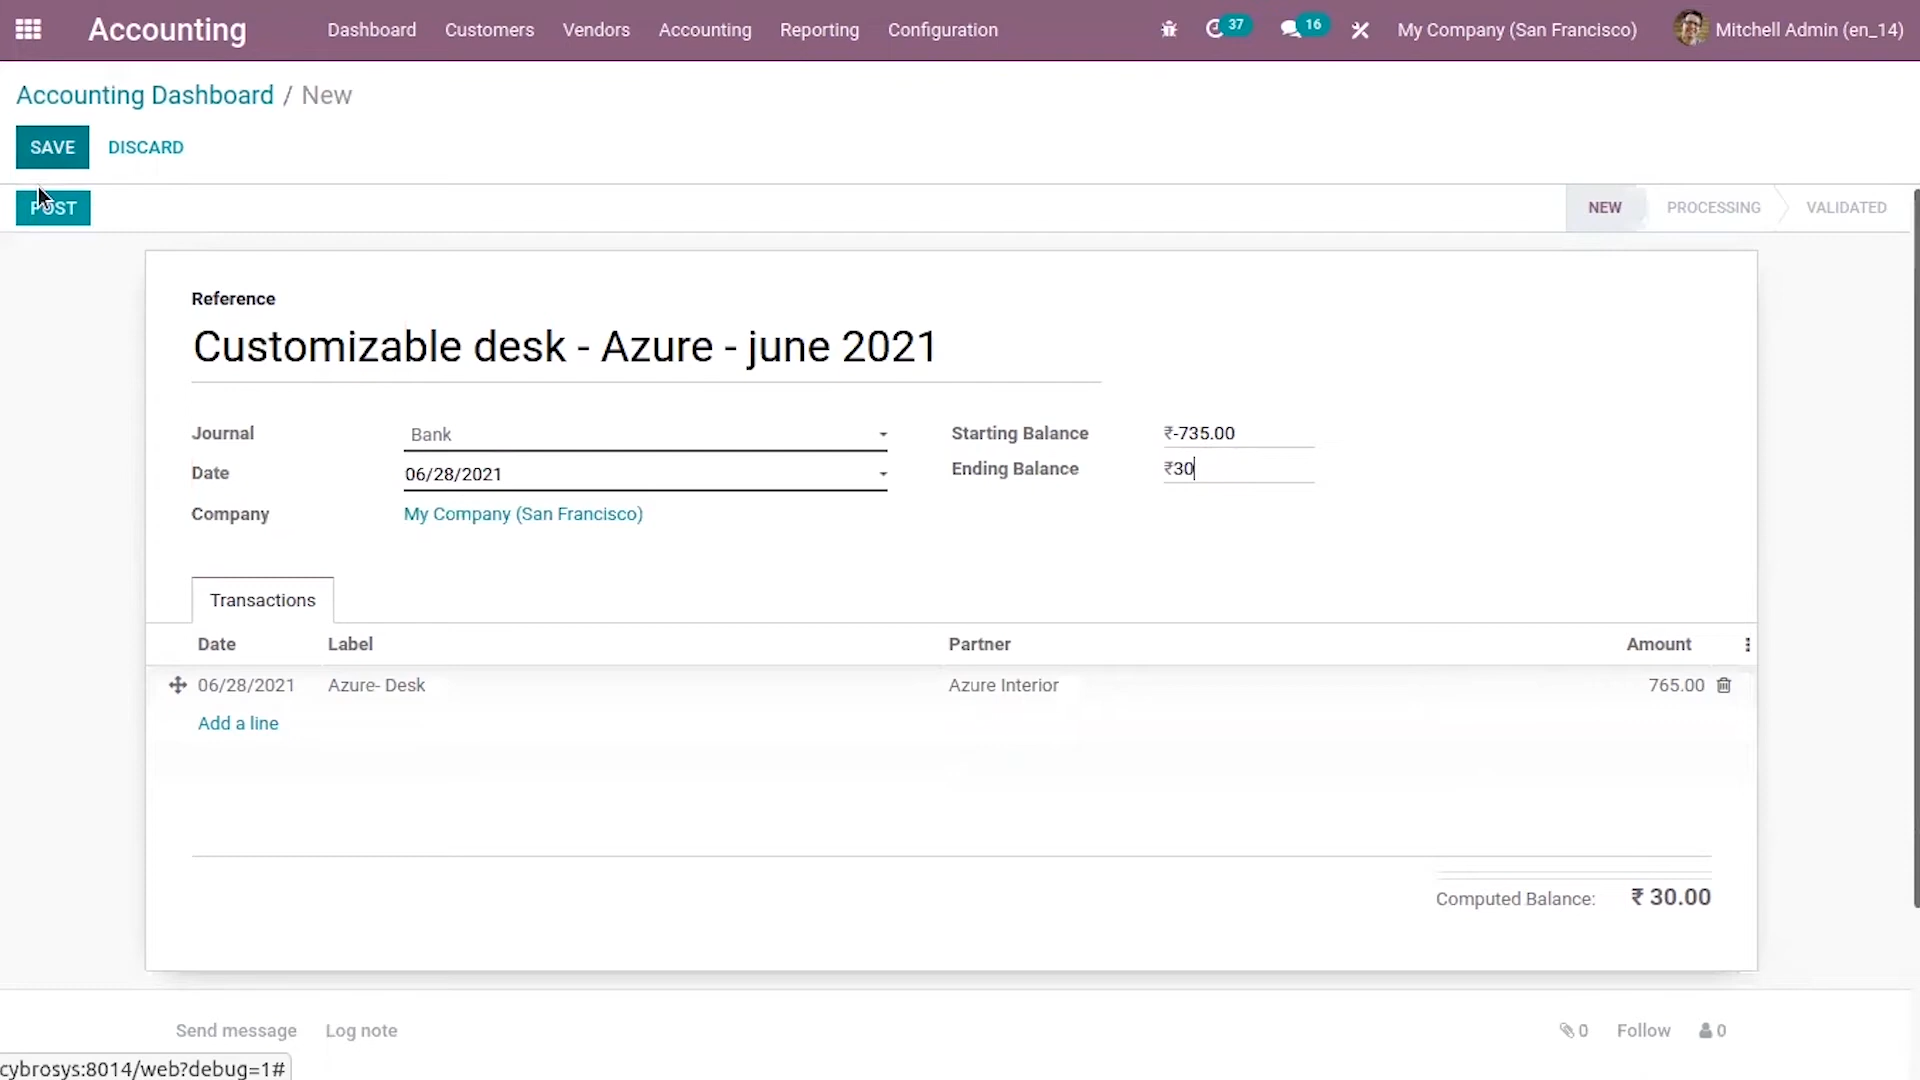 Accounting Dashboard Customers Vendors Accounting Reporting Configuration 37 16 My Company (San Francisco) Mitchell Admin (en_14)
Accounting Dashboard / New
SAVE DISCARD
POST NEW PROCESSING VALIDATED
Reference
Customizable desk - Azure - june 2021
Journal Bank Starting Balance ₹-735.00
Date 06/28/2021 Ending Balance ₹30
Company My Company (San Francisco)
Transactions
Date Label Partner Amount
06/28/2021 Azure- Desk Azure Interior 765.00
Add a line
Computed Balance: ₹ 30.00
Send message Log note 0 Follow 0
cybrosys:8014/web?debug=1#